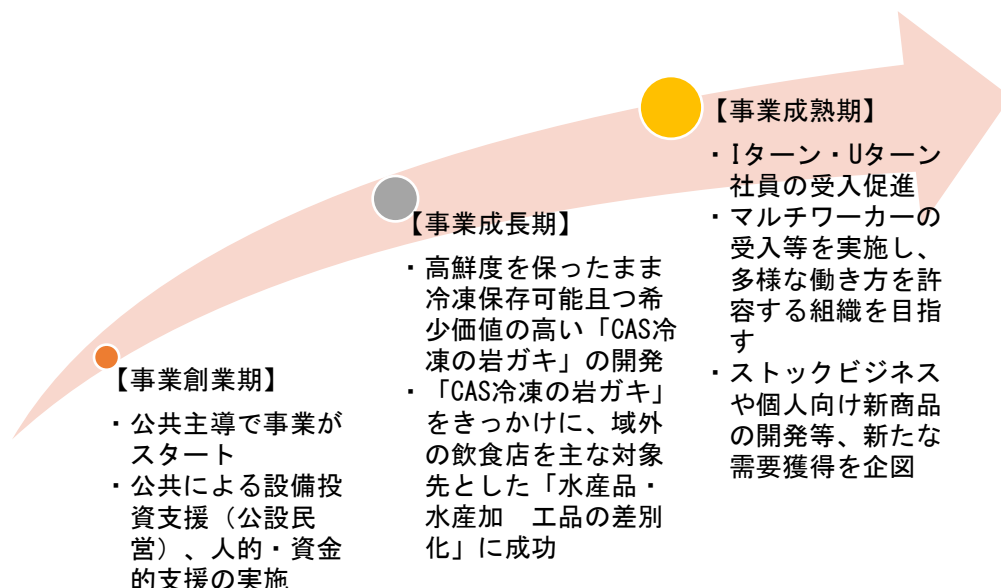 【事業創業期】
・公共主導で事業が
スタート
・公共による設備投
資支援（公設民
営）、人的・資金
的支援の実施
【事業成長期】
・高鮮度を保ったまま
冷凍保存可能且つ希
少価値の高い「CAS冷
凍の岩ガキ」の開発
・「CAS冷凍の岩ガキ」
をきっかけに、域外
の飲食店を主な対象
先とした「水産品・
水産加　工品の差別
化」に成功
【事業成熟期】
・Iターン・Uターン
社員の受入促進
・マルチワーカーの
受入等を実施し、
多様な働き方を許
容する組織を目指
す
・ストックビジネス
や個人向け新商品
の開発等、新たな
需要獲得を企図